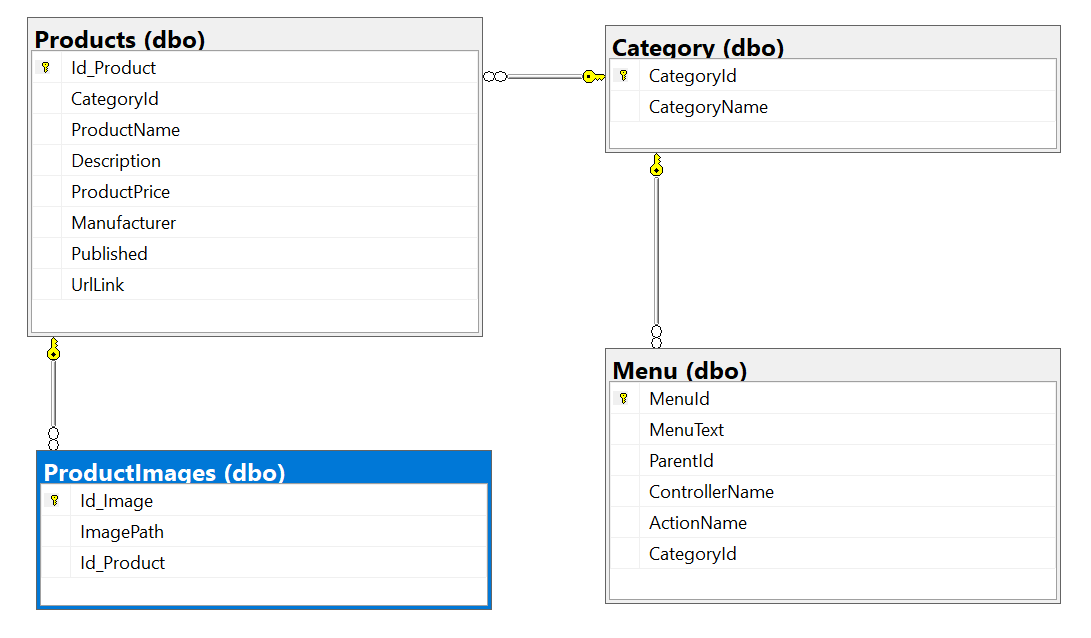 Products (dbo)
Id_Product
CategoryId
ProductName
Description
ProductPrice
Manufacturer
Published
UrlLink
Category (dbo)
CategoryId
CategoryName
ProductImages (dbo)
Id_Image
ImagePath
Id_Product
Menu (dbo)
MenuId
MenuText
ParentId
ControllerName
ActionName
CategoryId